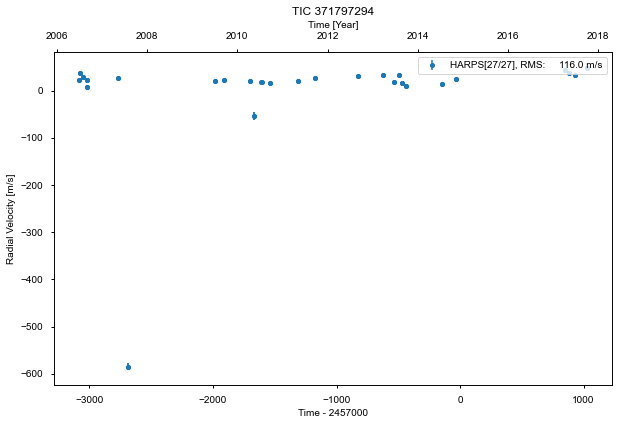 TIC 371797294
Time [Year]
2006 2008 2010 2012 2014 2016 2018
HARPS[27/27], RMS: 116.0 m/s
Radial Velocity [m/s]
0
−100
−200
−300
−400
−500
−600
−3000 −2000 −1000 0 1000
Time - 2457000